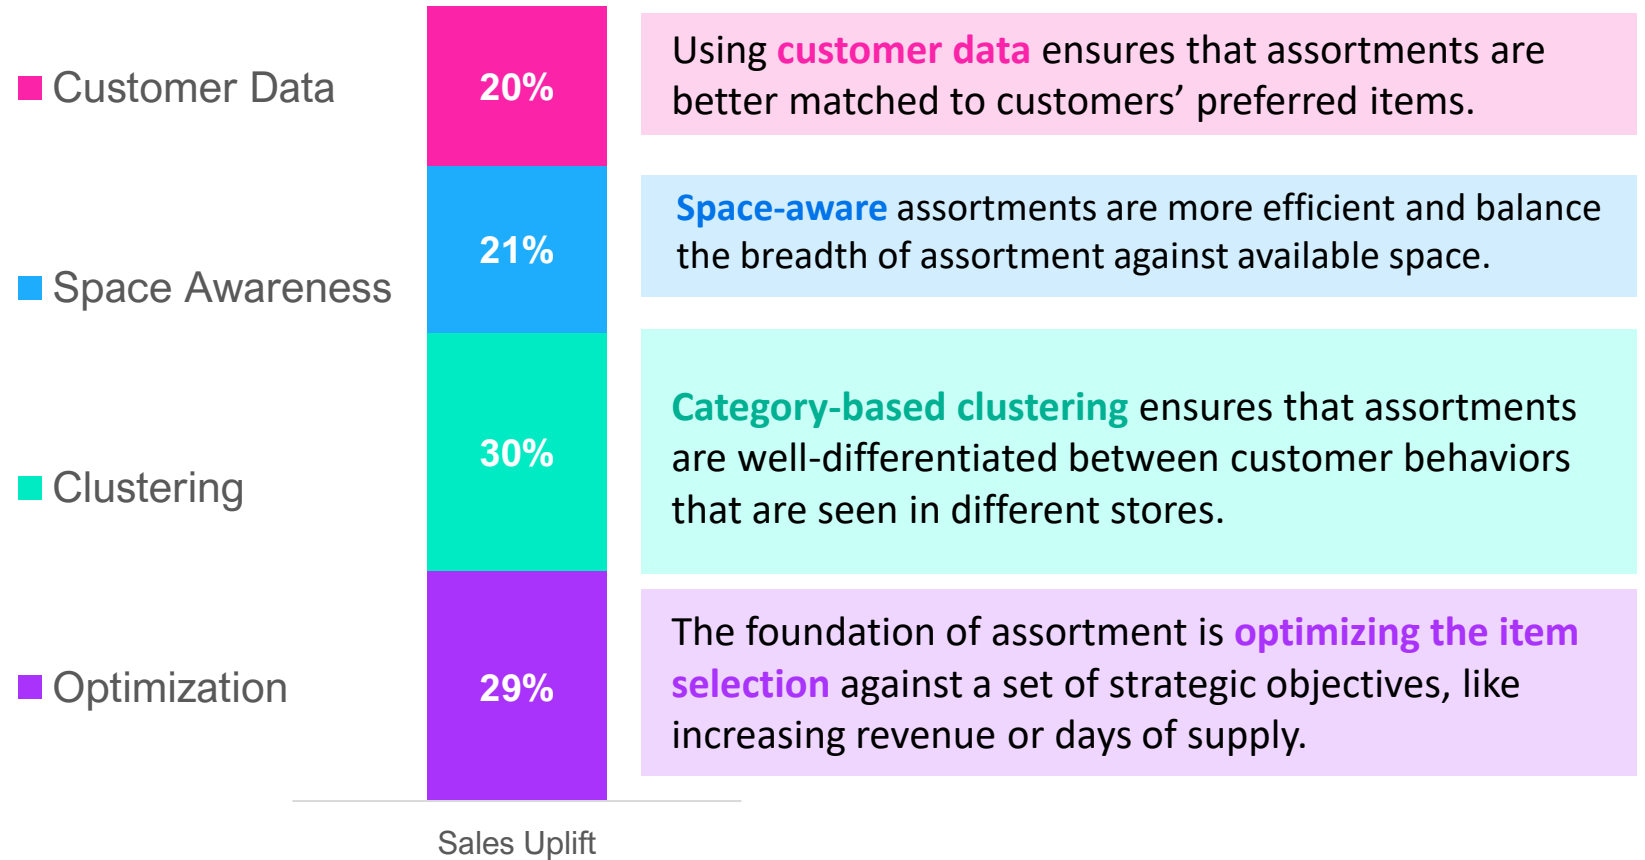 Customer Data
20%
Using customer data ensures that assortments are
better matched to customers’ preferred items.
Space Awareness
21%
Space-aware assortments are more efficient and balance
the breadth of assortment against available space.
Clustering
30%
Category-based clustering ensures that assortments
are well-differentiated between customer behaviors
that are seen in different stores.
Optimization
29%
The foundation of assortment is optimizing the item
selection against a set of strategic objectives, like
increasing revenue or days of supply.
Sales Uplift